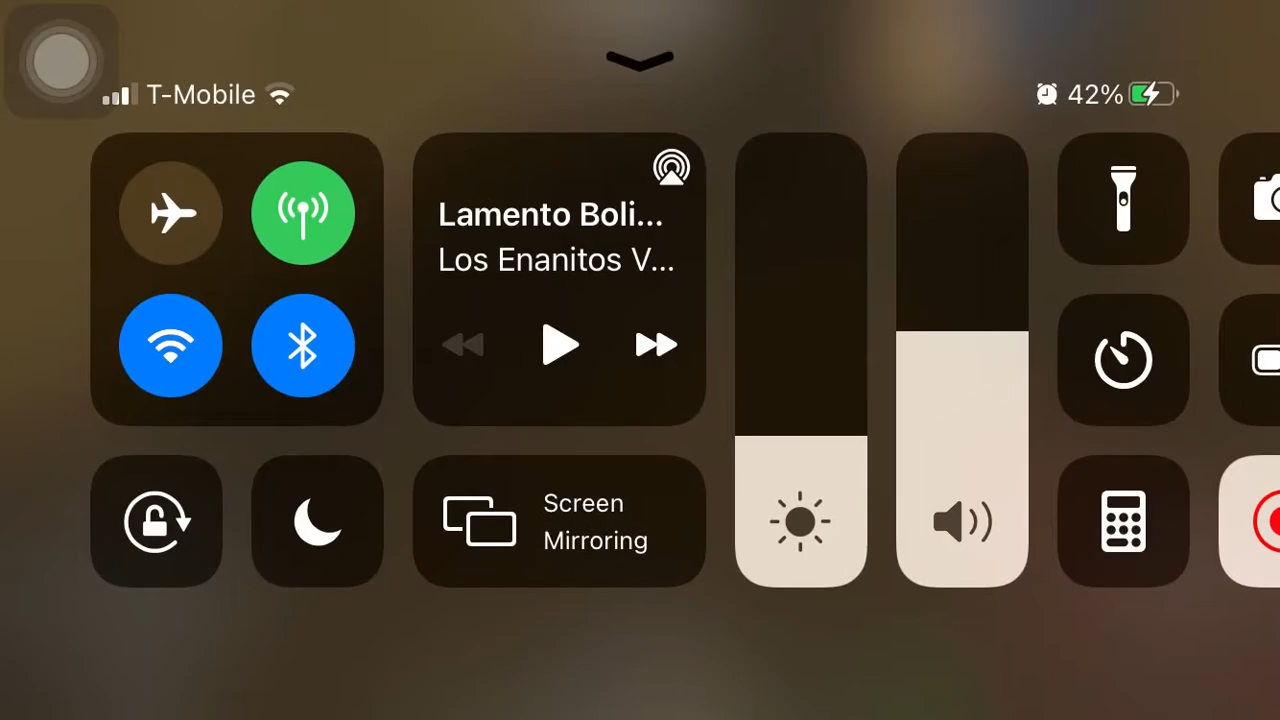 T-Mobile
42%
Lamento Boli...
Los Enanitos V...
Screen
Mirroring